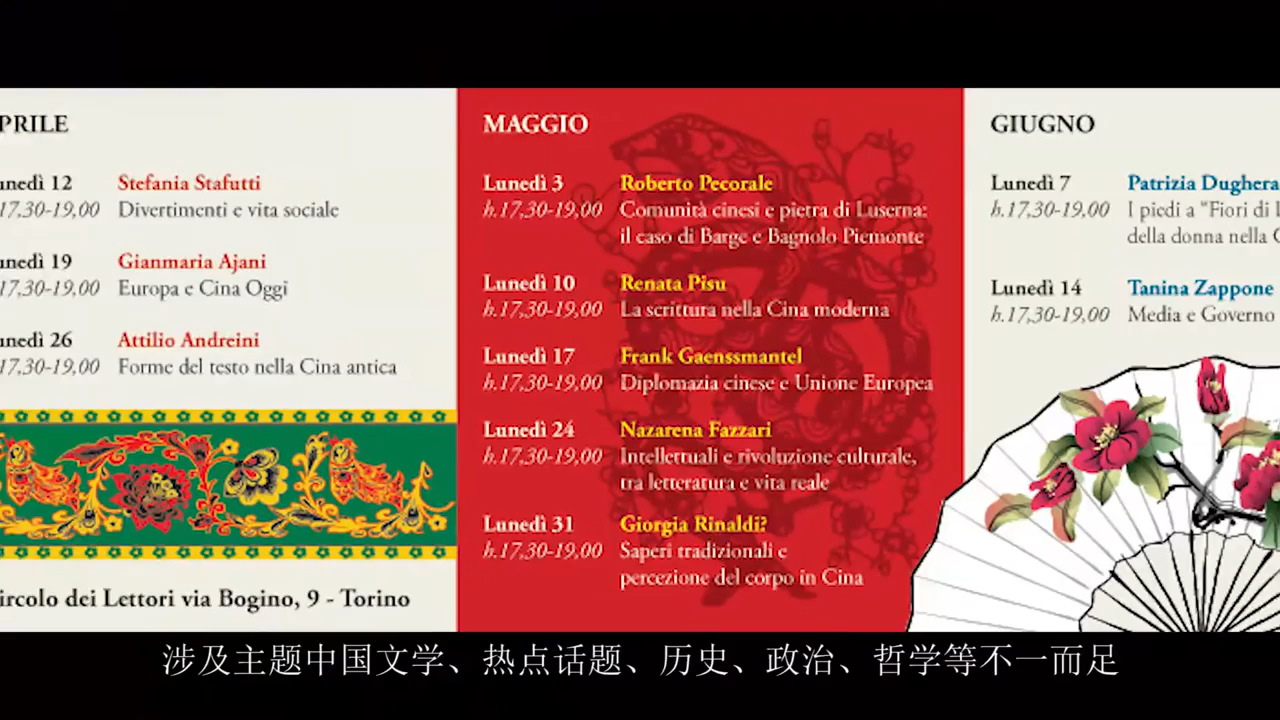 PRILE
unedì 12 Stefania Stafutti
17,30-19,00 Divertimenti e vita sociale
unedì 19 Gianmaria Ajani
17,30-19,00 Europa e Cina Oggi
unedì 26 Attilio Andreini
17,30-19,00 Forme del testo nella Cina antica
ircolo dei Lettori via Bogino, 9 - Torino
MAGGIO
Lunedì 3 Roberto Pecorale
h.17,30-19,00 Comunità cinesi e pietra di Luserna:
il caso di Barge e Bagnolo Piemonte
Lunedì 10 Renata Pisu
h.17,30-19,00 La scrittura nella Cina moderna
Lunedì 17 Frank Gaenssmantel
h.17,30-19,00 Diplomazia cinese e Unione Europea
Lunedì 24 Nazarena Fazzari
h.17,30-19,00 Intellettuali e rivoluzione culturale,
tra letteratura e vita reale
Lunedì 31 Giorgia Rinaldi?
h.17,30-19,00 Saperi tradizionali e
percezione del corpo in Cina
GIUGNO
Lunedì 7 Patrizia Dughera
h.17,30-19,00 I piedi a "Fiori di
della donna nella
Lunedì 14 Tanina Zappone
h.17,30-19,00 Media e Governo
涉及主题中国文学、热点话题、历史、政治、哲学等不一而足